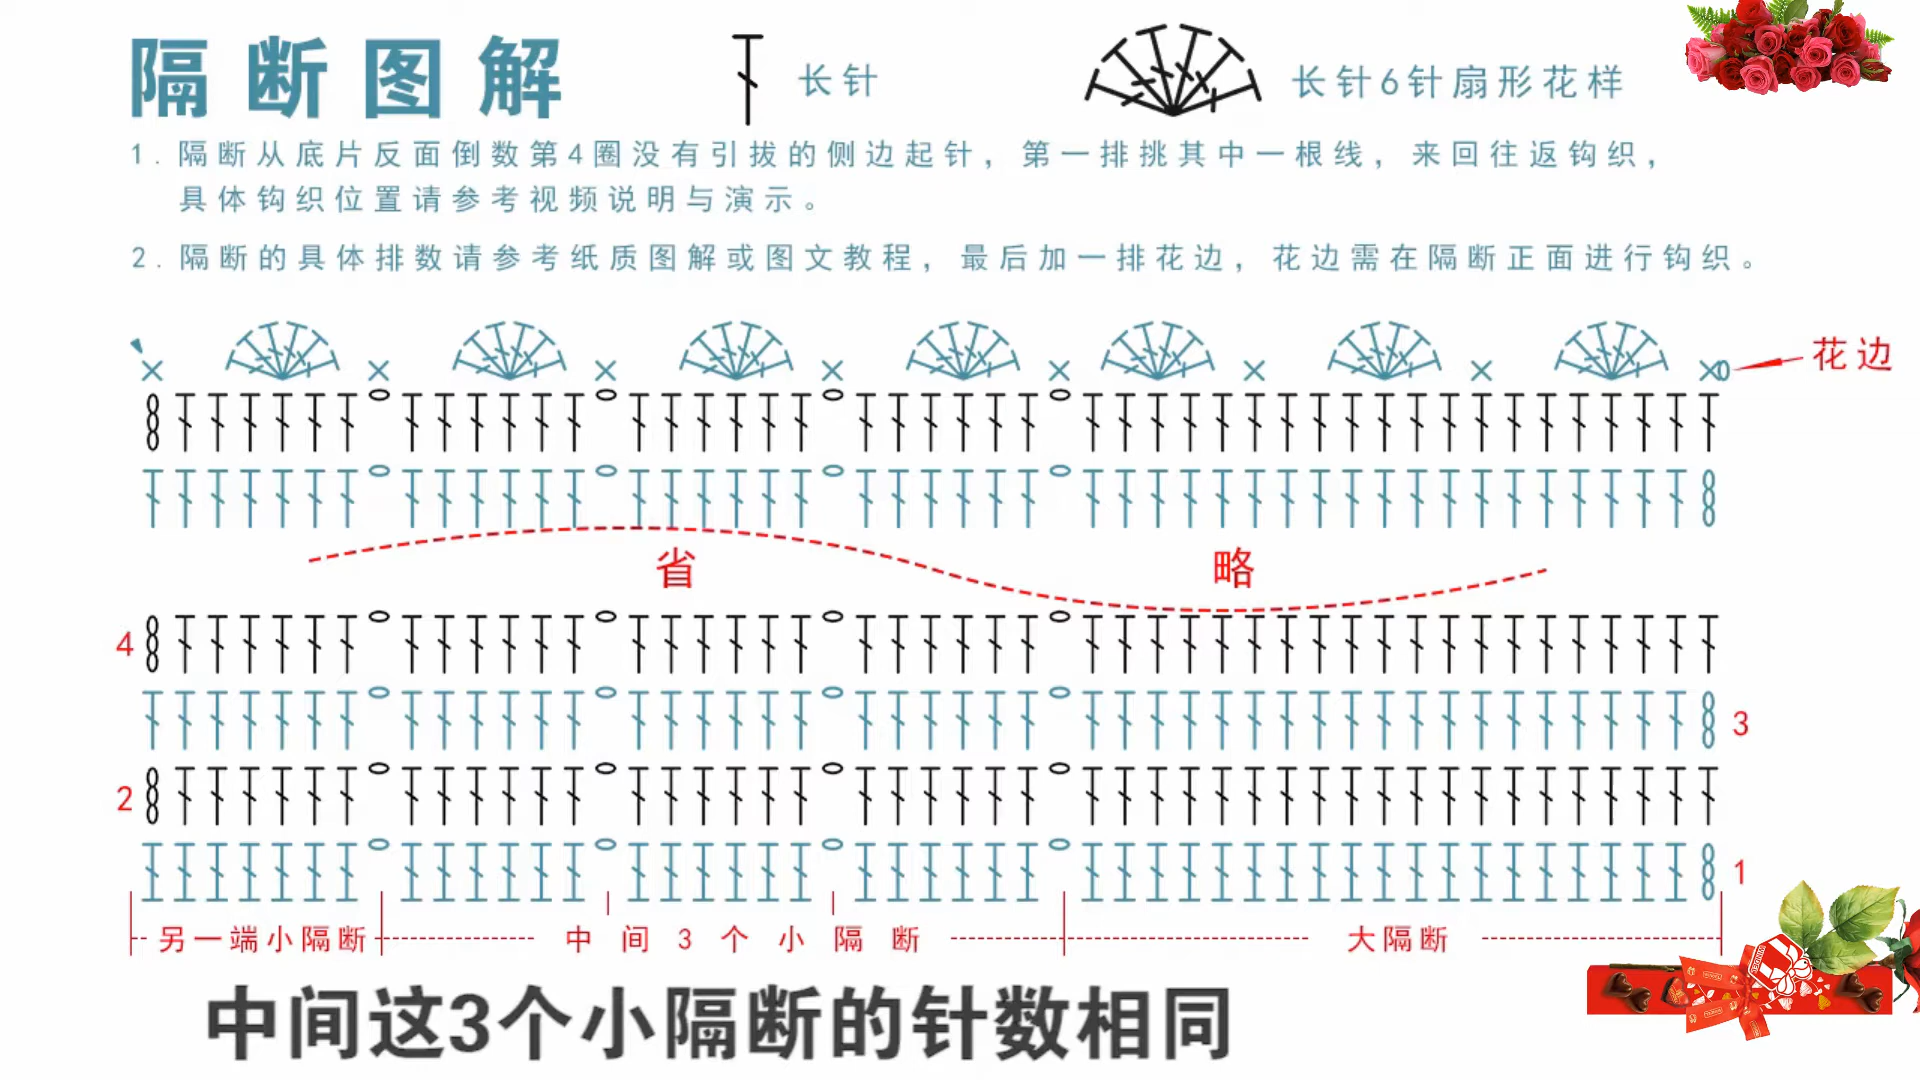 隔断图解
长针
长针6针扇形花样
1. 隔断从底片反面倒数第4圈没有引拔的侧边起针，第一排挑其中一根线，来回往返钩织，
具体钩织位置请参考视频说明与演示。
2. 隔断的具体排数请参考纸质图解或图文教程，最后加一排花边，花边需在隔断正面进行钩织。
花边
省略
4
3
2
1
另一端小隔断
中间3个小隔断
大隔断
中间这3个小隔断的针数相同